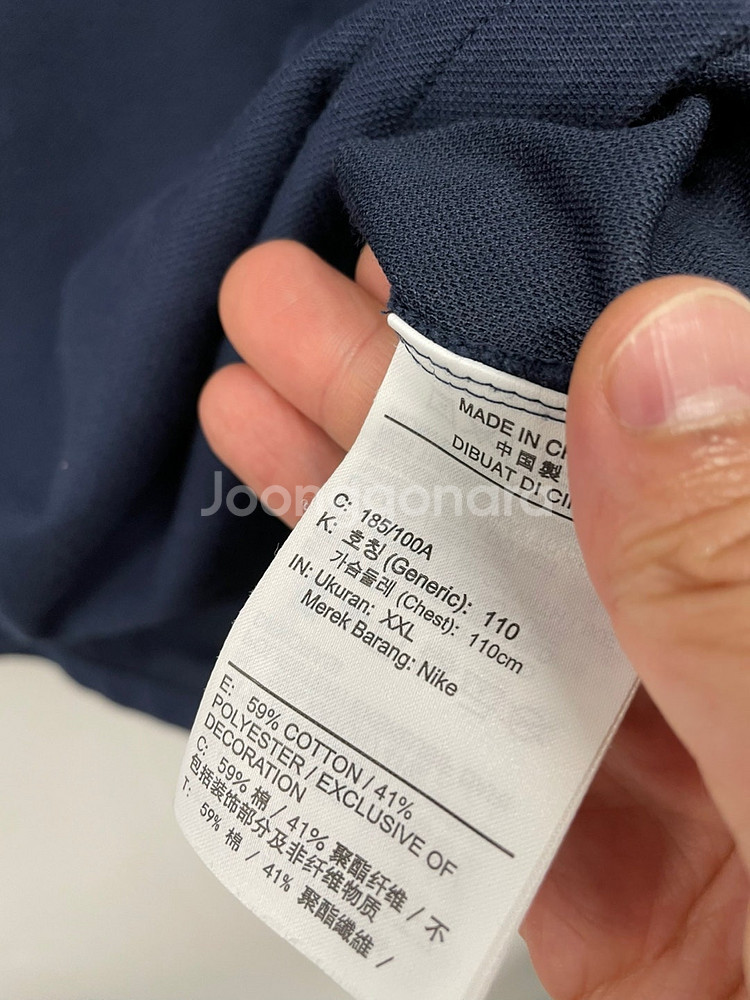 MADE IN CH
中国製
DIBUAT DI CI
Joonggonara
C: 185/100A
K: 호칭 (Generic): 110
가슴둘레 (Chest): 110cm
IN: Ukuran: XXL
Merek Barang: Nike
E: 59% COTTON / 41%
POLYESTER / EXCLUSIVE OF
DECORATION
C: 59% 棉 / 41% 聚酯纤维 / 不
包括装饰部分及非纤维物质
T: 59% 棉 / 41% 聚酯纖維 /